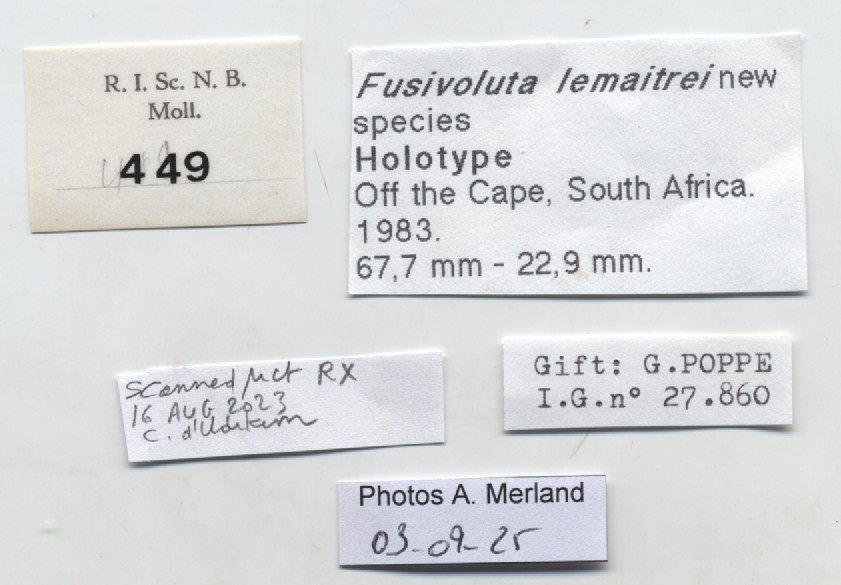 R. I. Sc. N. B.
Moll.
449
Fusivoluta lemaitrei new
species
Holotype
Off the Cape, South Africa.
1983.
67,7 mm - 22,9 mm.
Scanned µct RX
16 AUG 2023
C. d'Udekem
Gift: G.POPPE
I.G.n° 27.860
Photos A. Merland
03-09-25